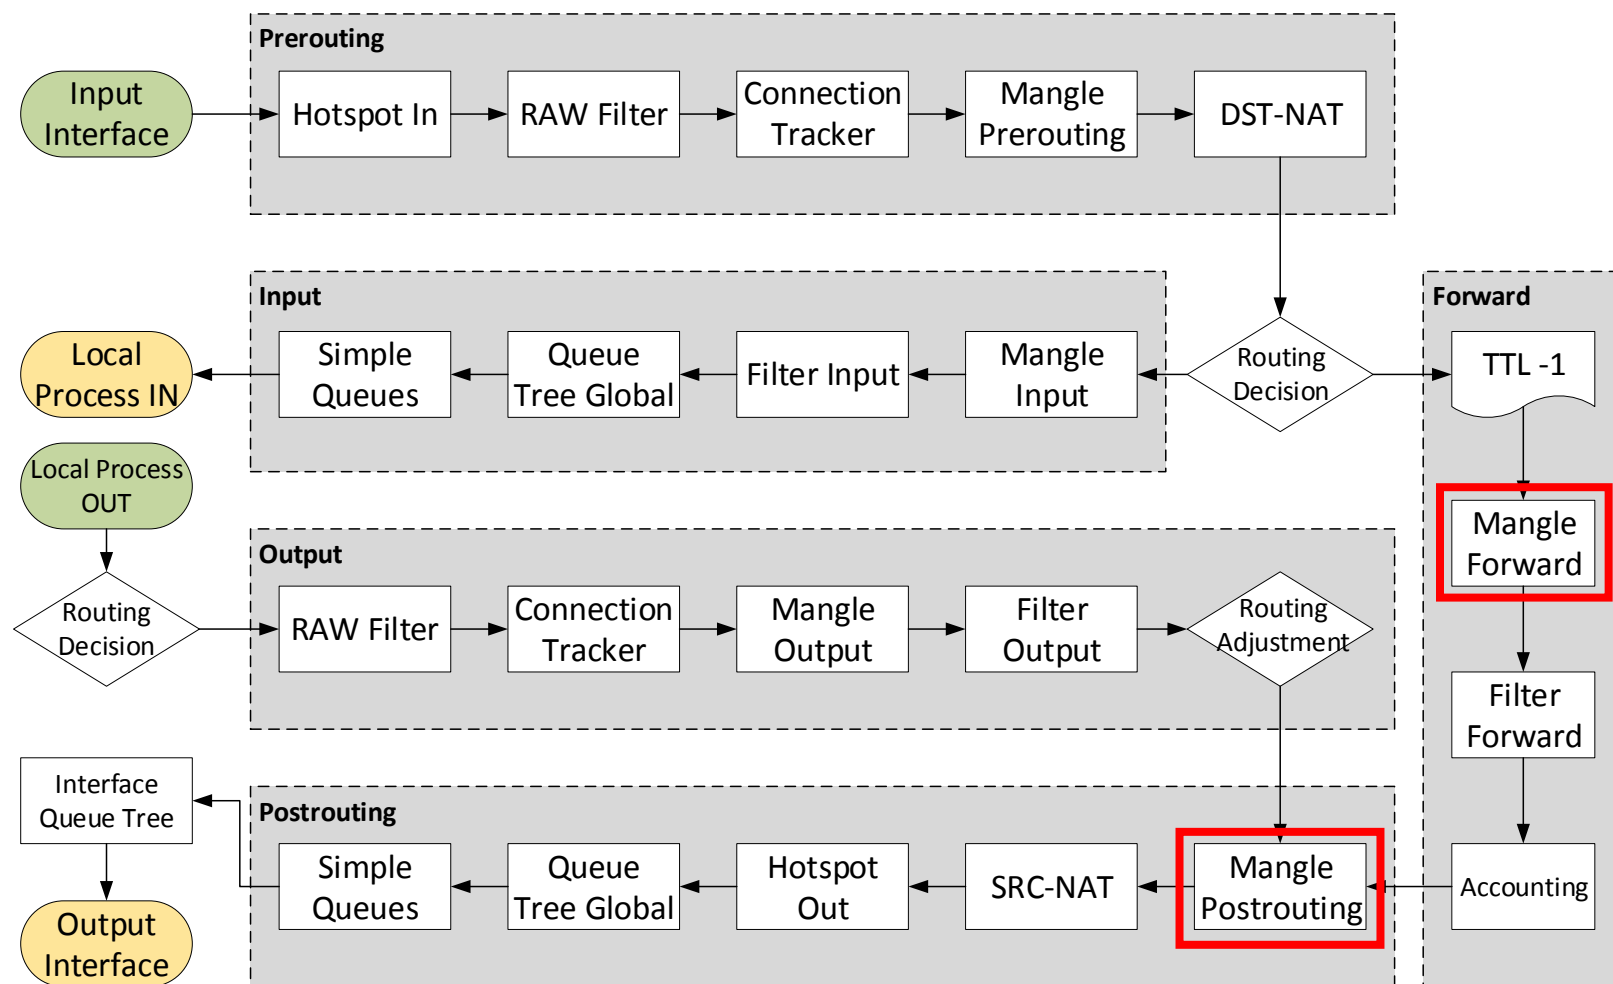 Prerouting
Input
Interface
Hotspot In
RAW Filter
Connection
Tracker
Mangle
Prerouting
DST-NAT
Input
Forward
Local
Process IN
Simple
Queues
Queue
Tree Global
Filter Input
Mangle
Input
Routing
Decision
TTL -1
Local Process
OUT
Mangle
Forward
Output
Routing
Decision
RAW Filter
Connection
Tracker
Mangle
Output
Filter
Output
Routing
Adjustment
Filter
Forward
Interface
Queue Tree
Postrouting
Simple
Queues
Queue
Tree Global
Hotspot
Out
SRC-NAT
Mangle
Postrouting
Accounting
Output
Interface